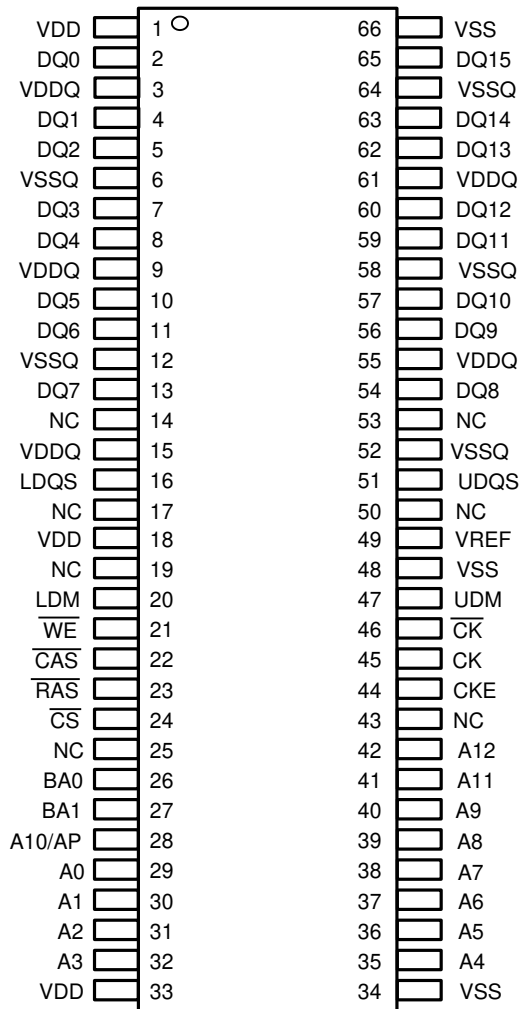 VDD 1 66 VSS
DQ0 2 65 DQ15
VDDQ 3 64 VSSQ
DQ1 4 63 DQ14
DQ2 5 62 DQ13
VSSQ 6 61 VDDQ
DQ3 7 60 DQ12
DQ4 8 59 DQ11
VDDQ 9 58 VSSQ
DQ5 10 57 DQ10
DQ6 11 56 DQ9
VSSQ 12 55 VDDQ
DQ7 13 54 DQ8
NC 14 53 NC
VDDQ 15 52 VSSQ
LDQS 16 51 UDQS
NC 17 50 NC
VDD 18 49 VREF
NC 19 48 VSS
LDM 20 47 UDM
W̅E̅ 21 46 C̅K̅
C̅A̅S̅ 22 45 CK
R̅A̅S̅ 23 44 CKE
C̅S̅ 24 43 NC
NC 25 42 A12
BA0 26 41 A11
BA1 27 40 A9
A10/AP 28 39 A8
A0 29 38 A7
A1 30 37 A6
A2 31 36 A5
A3 32 35 A4
VDD 33 34 VSS